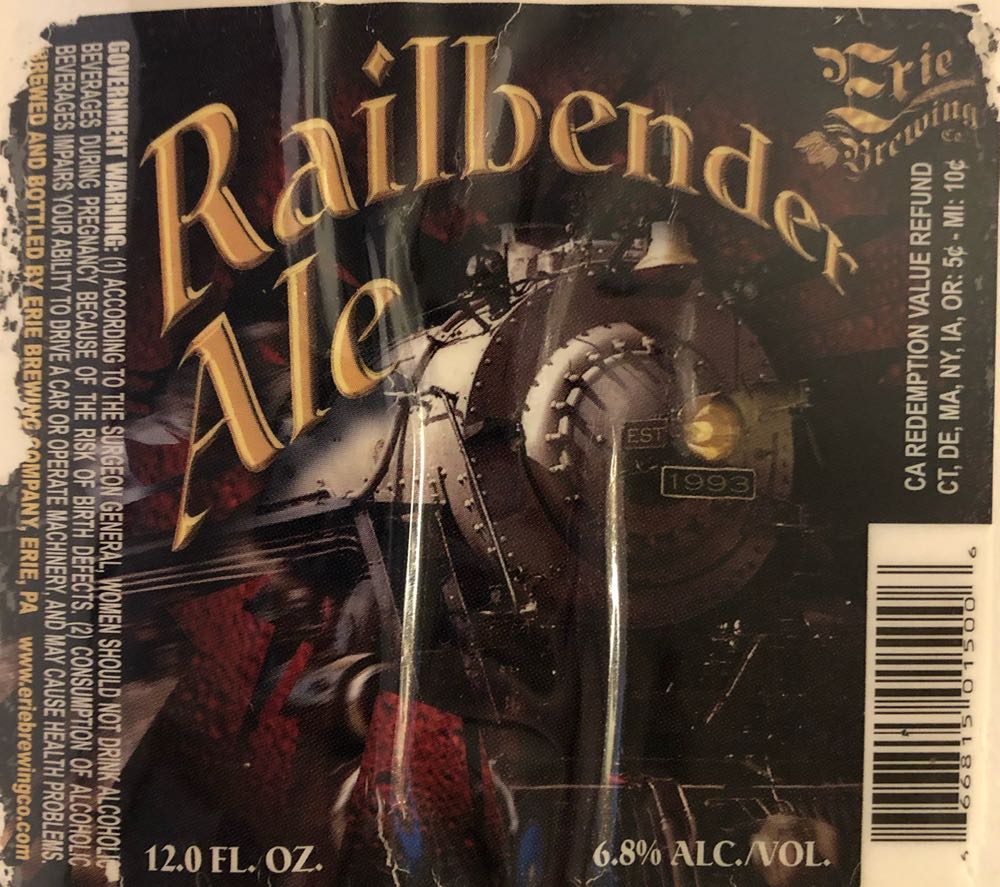 Railbender
Ale
Erie
Brewing
Co
EST
1993
CA REDEMPTION VALUE REFUND
CT, DE, MA, NY, IA, OR: 5¢ - MI: 10¢
GOVERNMENT WARNING: (1) ACCORDING TO THE SURGEON GENERAL, WOMEN SHOULD NOT DRINK ALCOHOLIC
BEVERAGES DURING PREGNANCY BECAUSE OF THE RISK OF BIRTH DEFECTS. (2) CONSUMPTION OF ALCOHOLIC
BEVERAGES IMPAIRS YOUR ABILITY TO DRIVE A CAR OR OPERATE MACHINERY, AND MAY CAUSE HEALTH PROBLEMS.
BREWED AND BOTTLED BY ERIE BREWING COMPANY, ERIE, PA www.eriebrewingco.com
6 66815 01500 6
12.0 FL. OZ.
6.8% ALC./VOL.